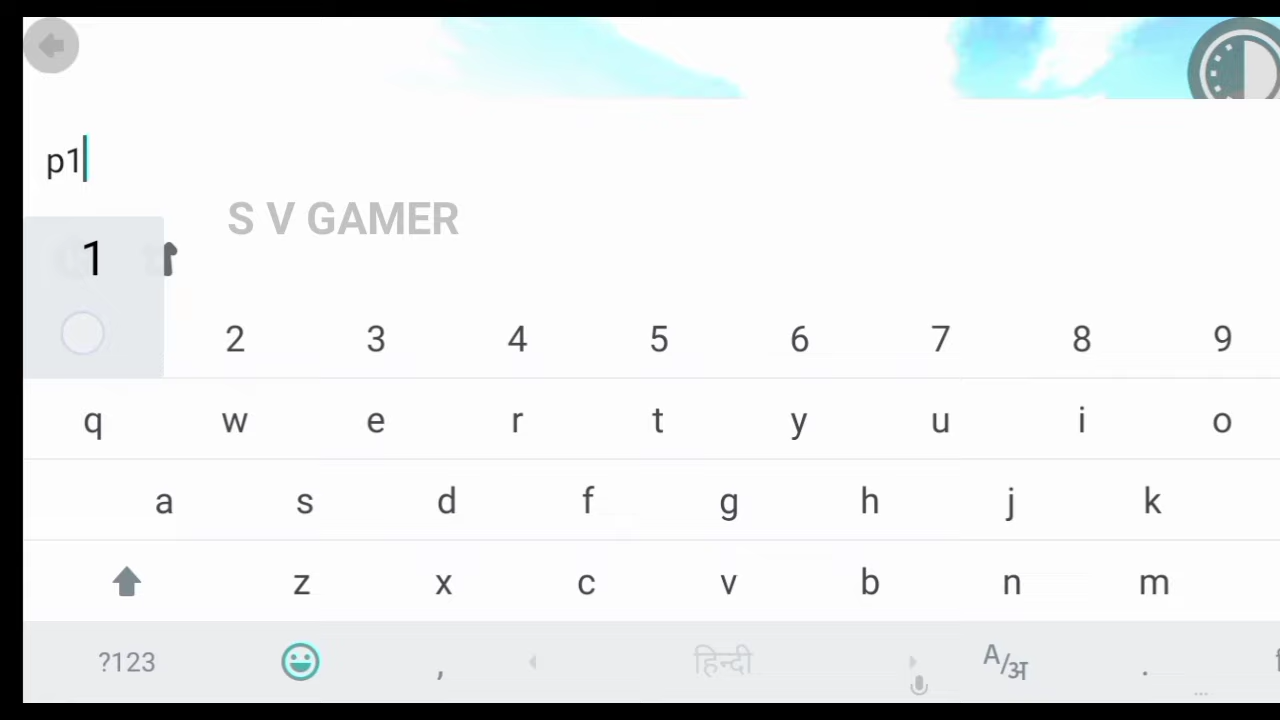 p1
S V GAMER
1
2 3 4 5 6 7 8 9
q w e r t y u i o
a s d f g h j k
z x c v b n m
?123 , हिन्दी A/अ . ...